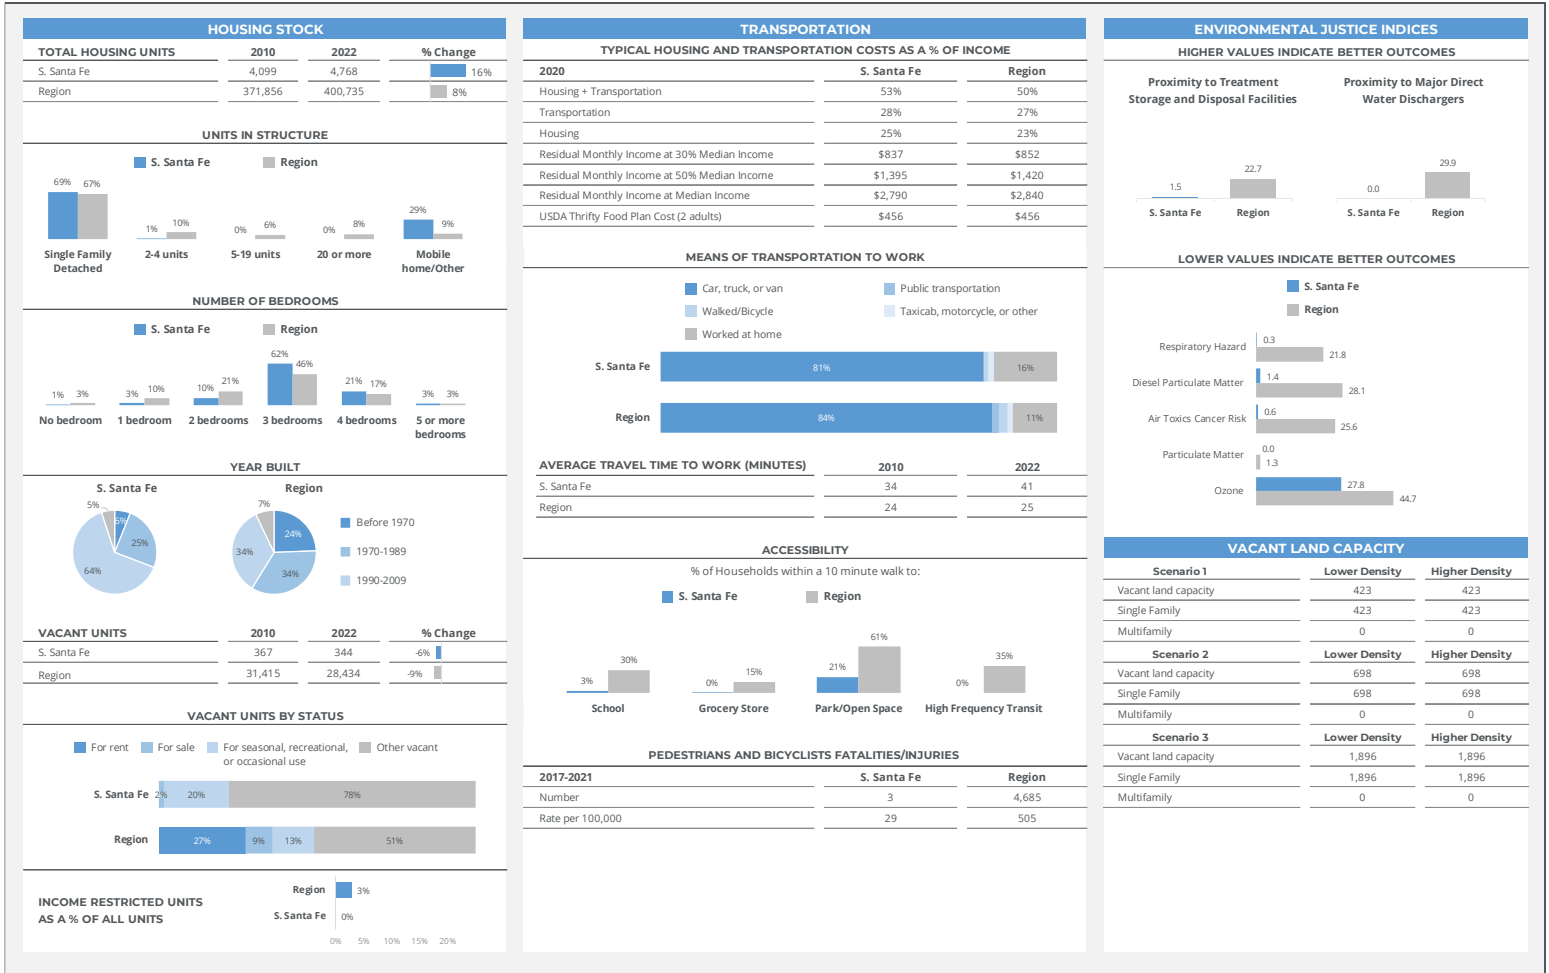 HOUSING STOCK
TOTAL HOUSING UNITS 2010 2022 % Change
S. Santa Fe 4,099 4,768 16%
Region 371,856 400,735 8%
UNITS IN STRUCTURE
S. Santa Fe Region
69% 67% 1% 10% 0% 6% 0% 8% 29% 9%
Single Family Detached 2-4 units 5-19 units 20 or more Mobile home/Other
NUMBER OF BEDROOMS
S. Santa Fe Region
1% 3% 3% 10% 10% 21% 62% 46% 21% 17% 3% 3%
No bedroom 1 bedroom 2 bedrooms 3 bedrooms 4 bedrooms 5 or more bedrooms
YEAR BUILT
S. Santa Fe Region
5% 6% 25% 64%
7% 24% 34% 34%
Before 1970
1970-1989
1990-2009
VACANT UNITS 2010 2022 % Change
S. Santa Fe 367 344 -6%
Region 31,415 28,434 -9%
VACANT UNITS BY STATUS
For rent For sale For seasonal, recreational, or occasional use Other vacant
S. Santa Fe 2% 20% 78%
Region 27% 9% 13% 51%
INCOME RESTRICTED UNITS
AS A % OF ALL UNITS
Region 3%
S. Santa Fe 0%
0% 5% 10% 15% 20%
TRANSPORTATION
TYPICAL HOUSING AND TRANSPORTATION COSTS AS A % OF INCOME
2020 S. Santa Fe Region
Housing + Transportation 53% 50%
Transportation 28% 27%
Housing 25% 23%
Residual Monthly Income at 30% Median Income $837 $852
Residual Monthly Income at 50% Median Income $1,395 $1,420
Residual Monthly Income at Median Income $2,790 $2,840
USDA Thrifty Food Plan Cost (2 adults) $456 $456
MEANS OF TRANSPORTATION TO WORK
Car, truck, or van Public transportation
Walked/Bicycle Taxicab, motorcycle, or other
Worked at home
S. Santa Fe 81% 16%
Region 84% 11%
AVERAGE TRAVEL TIME TO WORK (MINUTES) 2010 2022
S. Santa Fe 34 41
Region 24 25
ACCESSIBILITY
% of Households within a 10 minute walk to:
S. Santa Fe Region
3% 30% 0% 15% 21% 61% 0% 35%
School Grocery Store Park/Open Space High Frequency Transit
PEDESTRIANS AND BICYCLISTS FATALITIES/INJURIES
2017-2021 S. Santa Fe Region
Number 3 4,685
Rate per 100,000 29 505
ENVIRONMENTAL JUSTICE INDICES
HIGHER VALUES INDICATE BETTER OUTCOMES
Proximity to Treatment Storage and Disposal Facilities
1.5 22.7
S. Santa Fe Region
Proximity to Major Direct Water Dischargers
0.0 29.9
S. Santa Fe Region
LOWER VALUES INDICATE BETTER OUTCOMES
S. Santa Fe
Region
Respiratory Hazard 0.3 21.8
Diesel Particulate Matter 1.4 28.1
Air Toxics Cancer Risk 0.6 25.6
Particulate Matter 0.0 1.3
Ozone 27.8 44.7
VACANT LAND CAPACITY
Scenario 1 Lower Density Higher Density
Vacant land capacity 423 423
Single Family 423 423
Multifamily 0 0
Scenario 2 Lower Density Higher Density
Vacant land capacity 698 698
Single Family 698 698
Multifamily 0 0
Scenario 3 Lower Density Higher Density
Vacant land capacity 1,896 1,896
Single Family 1,896 1,896
Multifamily 0 0